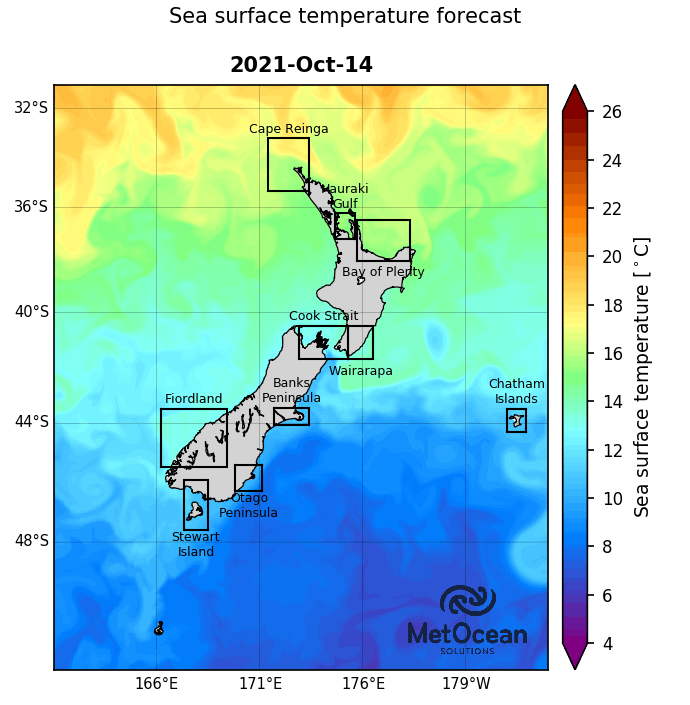 Sea surface temperature forecast
2021-Oct-14
32°S
36°S
40°S
44°S
48°S
166°E
171°E
176°E
179°W
Cape Reinga
Hauraki
Gulf
Bay of Plenty
Cook Strait
Wairarapa
Banks
Peninsula
Fiordland
Chatham
Islands
Otago
Peninsula
Stewart
Island
MetOcean
SOLUTIONS
26
24
22
20
18
16
14
12
10
8
6
4
Sea surface temperature [°C]